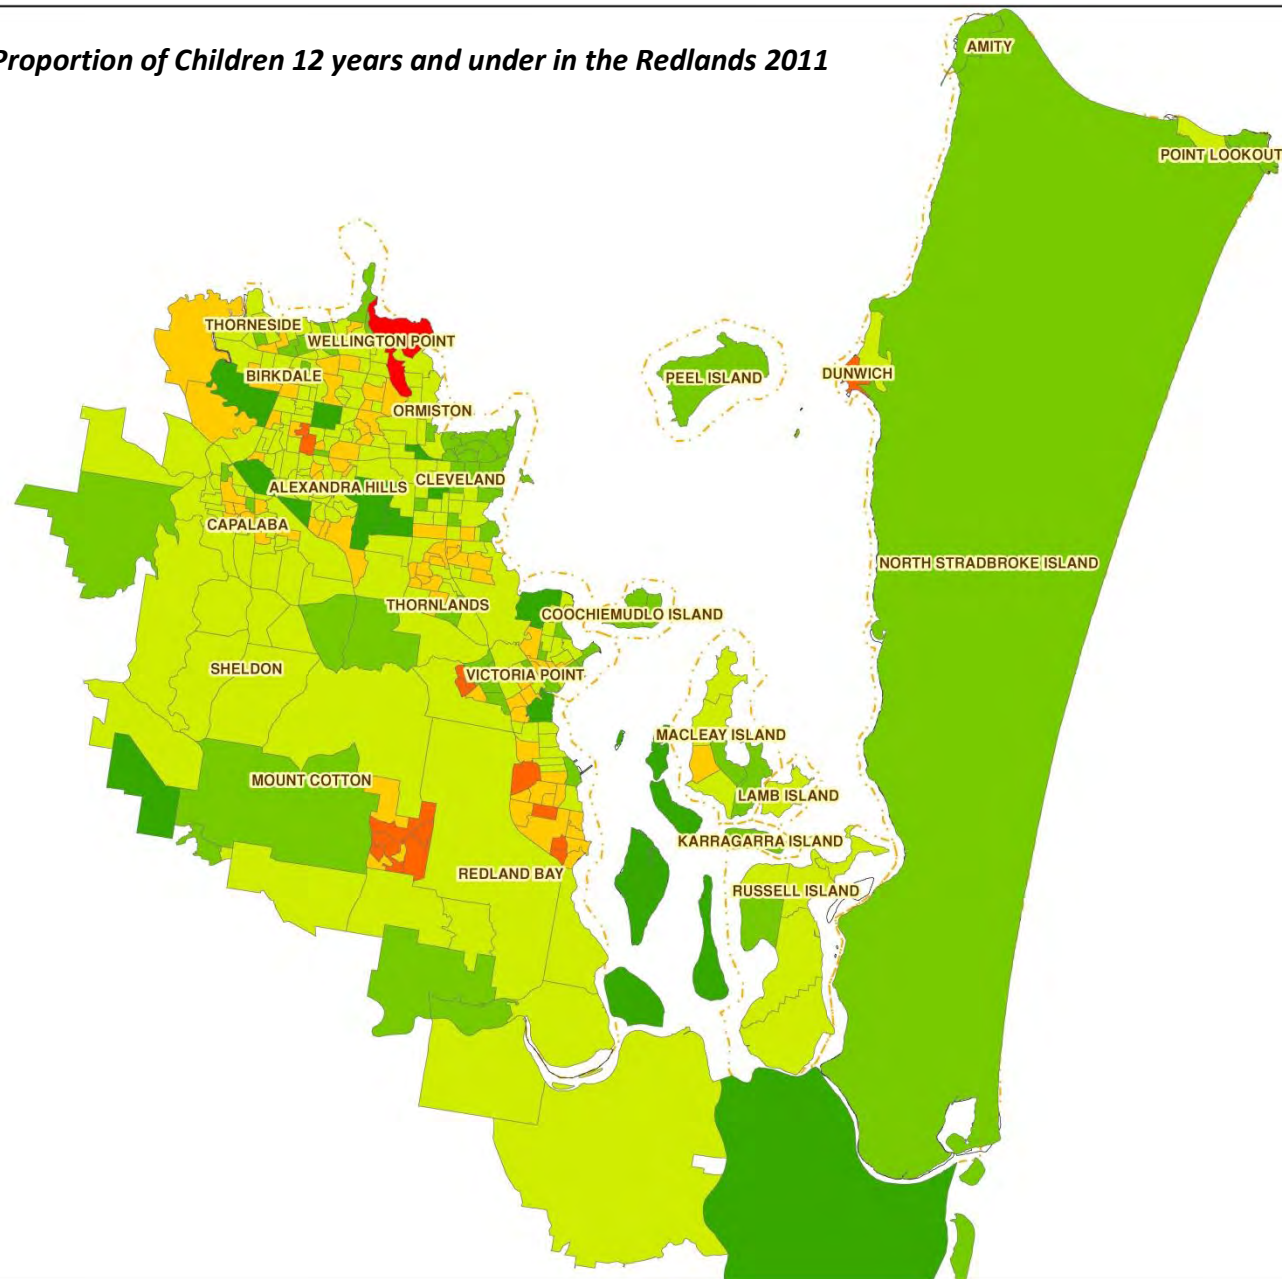 Proportion of Children 12 years and under in the Redlands 2011
AMITY
POINT LOOKOUT
THORNESIDE
WELLINGTON POINT
BIRKDALE
PEEL ISLAND
DUNWICH
ORMISTON
ALEXANDRA HILLS
CLEVELAND
CAPALABA
NORTH STRADBROKE ISLAND
THORNLANDS
COOCHIEMUDLO ISLAND
SHELDON
VICTORIA POINT
MACLEAY ISLAND
MOUNT COTTON
LAMB ISLAND
KARRAGARRA ISLAND
REDLAND BAY
RUSSELL ISLAND